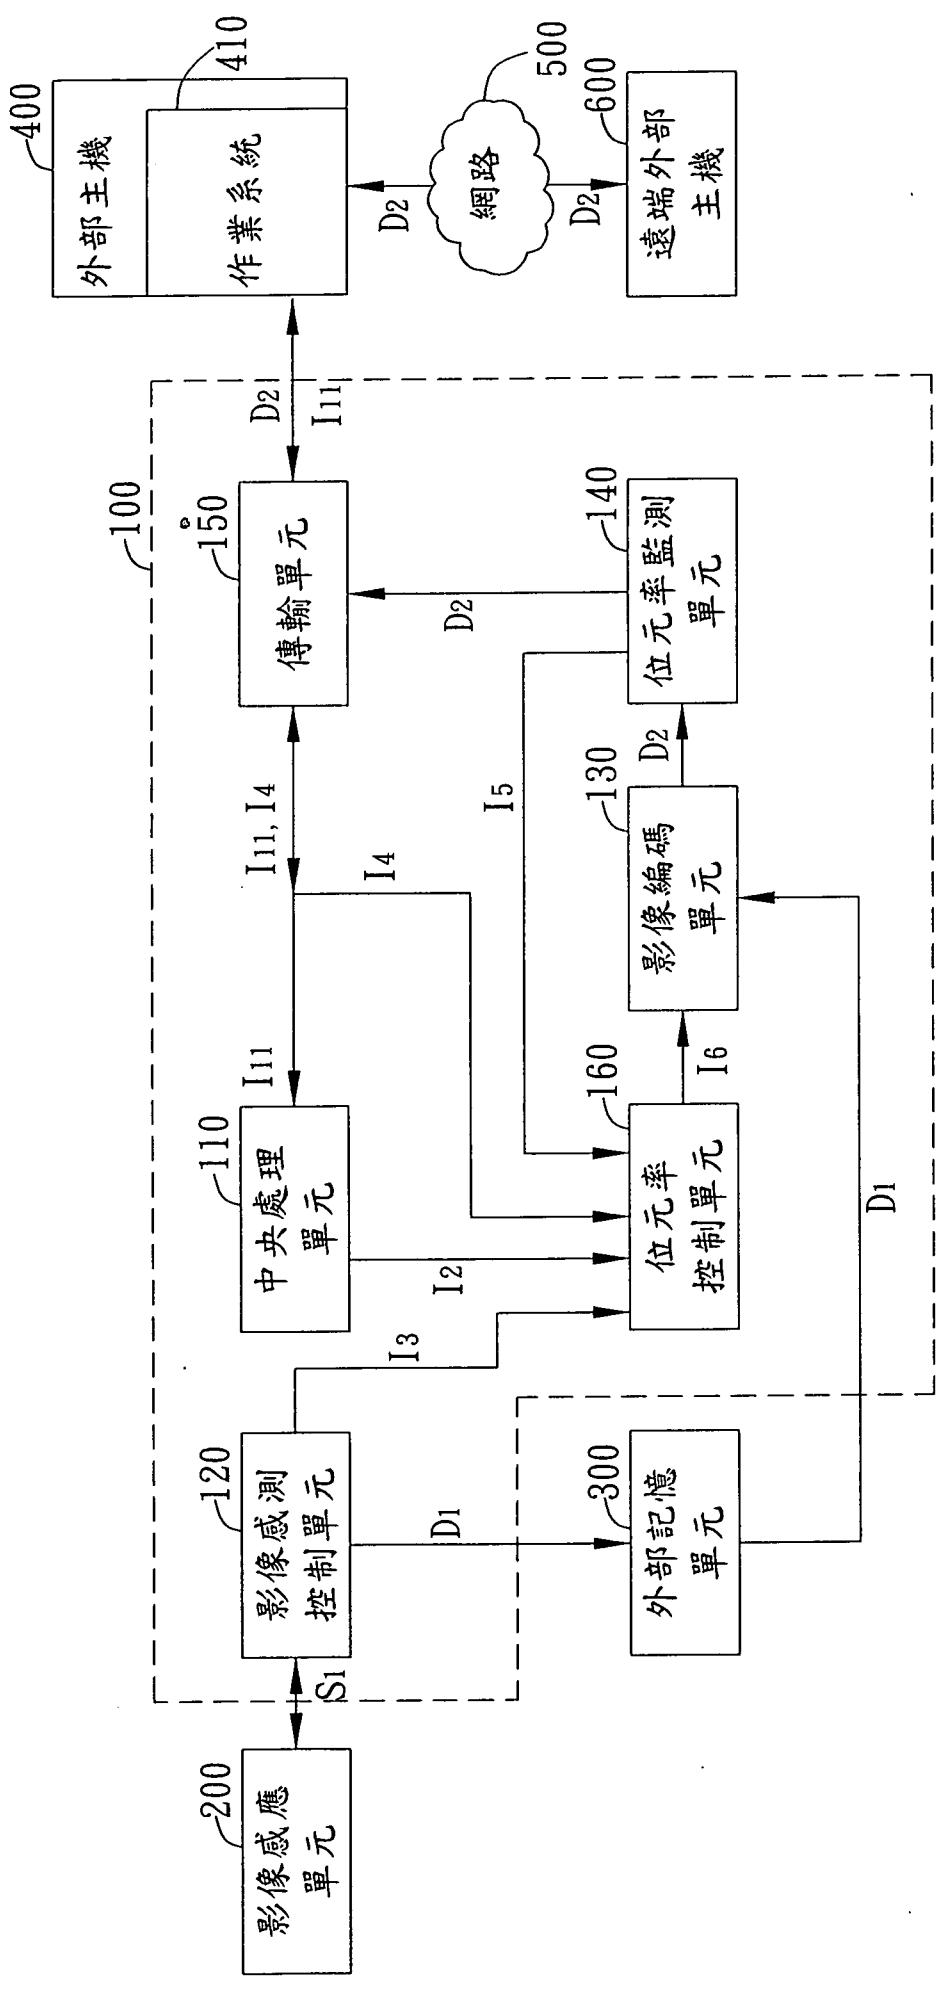 400
外部主機
410
作業系統
D2
500
網路
D2
600
遠端外部
主機
100
D2
I11
150
傳輸單元
140
位元率監測
單元
D2
I11, I4
I4
I5
D2
130
影像編碼
單元
I11
110
中央處理
單元
I2
160
位元率
控制單元
I6
I3
D1
120
影像感測
控制單元
D1
300
外部記憶
單元
S1
200
影像感應
單元